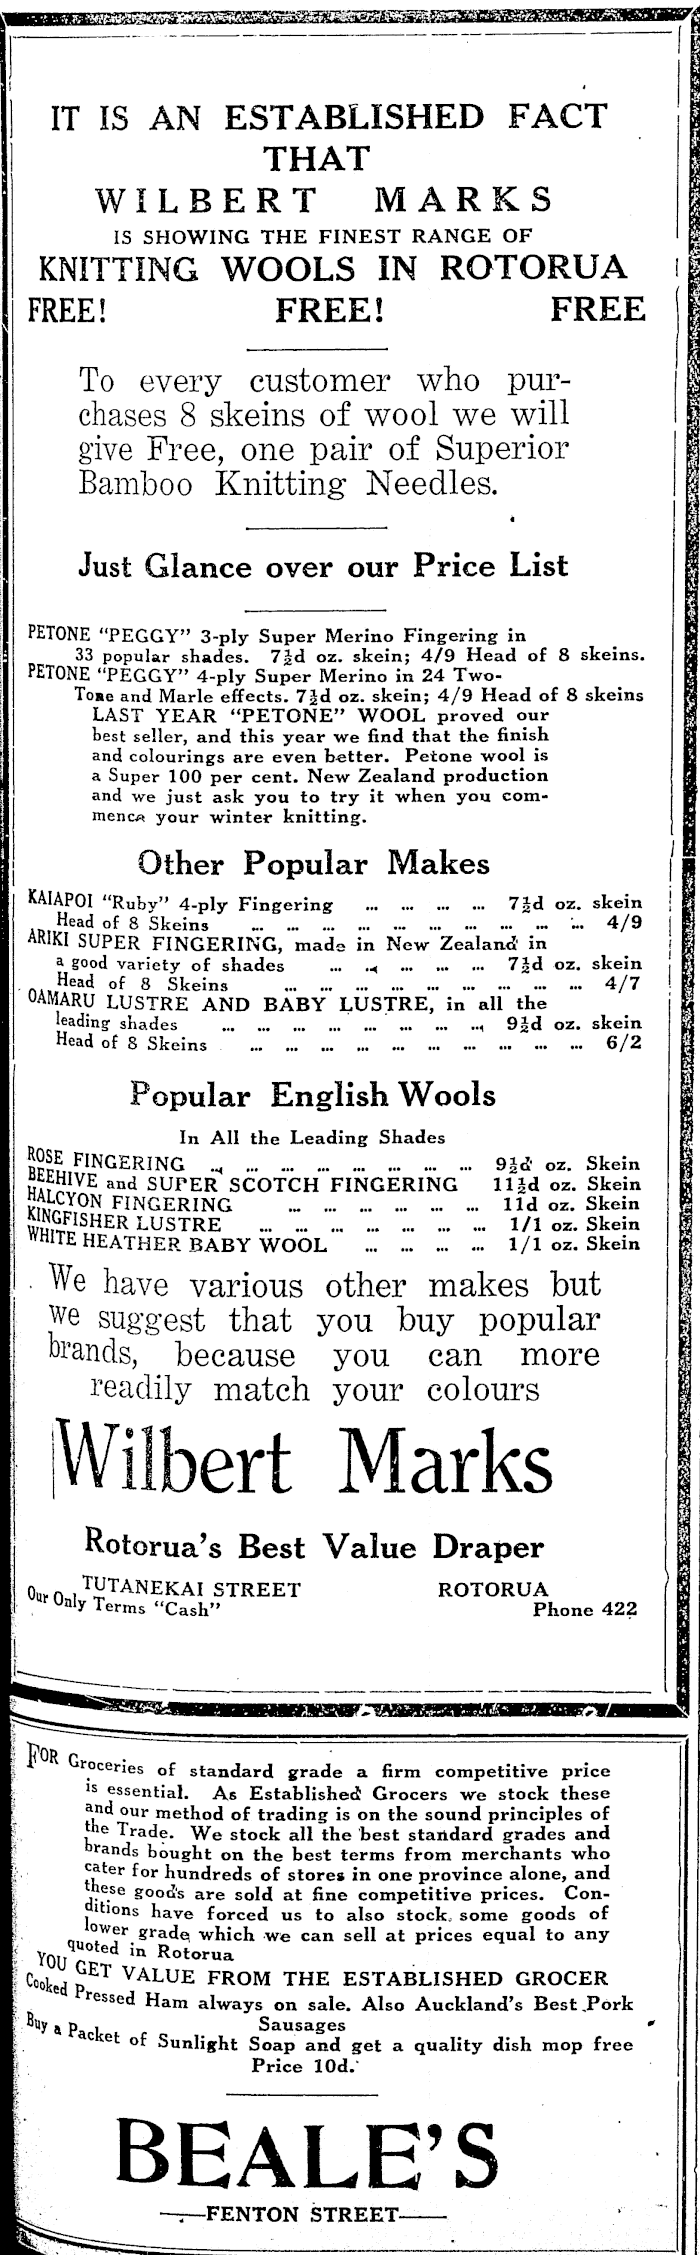 IT IS AN ESTABLISHED FACT
THAT
WILBERT MARKS
IS SHOWING THE FINEST RANGE OF
KNITTING WOOLS IN ROTORUA
FREE! FREE! FREE
To every customer who pur-
chases 8 skeins of wool we will
give Free, one pair of Superior
Bamboo Knitting Needles.
Just Glance over our Price List
PETONE "PEGGY" 3-ply Super Merino Fingering in
33 popular shades. 7½d oz. skein; 4/9 Head of 8 skeins.
PETONE "PEGGY" 4-ply Super Merino in 24 Two-
Tone and Marle effects. 7½d oz. skein; 4/9 Head of 8 skeins
LAST YEAR "PETONE" WOOL proved our
best seller, and this year we find that the finish
and colourings are even better. Petone wool is
a Super 100 per cent. New Zealand production
and we just ask you to try it when you com-
mence your winter knitting.
Other Popular Makes
KAIAPOI "Ruby" 4-ply Fingering ... ... ... ... 7½d oz. skein
Head of 8 Skeins ... ... ... ... ... ... ... ... ... ... 4/9
ARIKI SUPER FINGERING, made in New Zealand in
a good variety of shades ... ... ... ... ... 7½d oz. skein
Head of 8 Skeins ... ... ... ... ... ... ... ... ... 4/7
OAMARU LUSTRE AND BABY LUSTRE, in all the
leading shades ... ... ... ... ... ... ... ... 9½d oz. skein
Head of 8 Skeins ... ... ... ... ... ... ... ... ... ... 6/2
Popular English Wools
In All the Leading Shades
ROSE FINGERING ... ... ... ... ... ... ... ... 9½d oz. Skein
BEEHIVE and SUPER SCOTCH FINGERING 11½d oz. Skein
HALCYON FINGERING ... ... ... ... ... ... 11d oz. Skein
KINGFISHER LUSTRE ... ... ... ... ... ... ... 1/1 oz. Skein
WHITE HEATHER BABY WOOL ... ... ... ... 1/1 oz. Skein
We have various other makes but
we suggest that you buy popular
brands, because you can more
readily match your colours
Wilbert Marks
Rotorua's Best Value Draper
TUTANEKAI STREET ROTORUA
Our Only Terms "Cash" Phone 422
FOR Groceries of standard grade a firm competitive price
is essential. As Established Grocers we stock these
and our method of trading is on the sound principles of
the Trade. We stock all the best standard grades and
brands bought on the best terms from merchants who
cater for hundreds of stores in one province alone, and
these goods are sold at fine competitive prices. Con-
ditions have forced us to also stock some goods of
lower grade which we can sell at prices equal to any
quoted in Rotorua
YOU GET VALUE FROM THE ESTABLISHED GROCER
Cooked Pressed Ham always on sale. Also Auckland's Best Pork
Sausages
Buy a Packet of Sunlight Soap and get a quality dish mop free
Price 10d.
BEALE'S
—FENTON STREET—